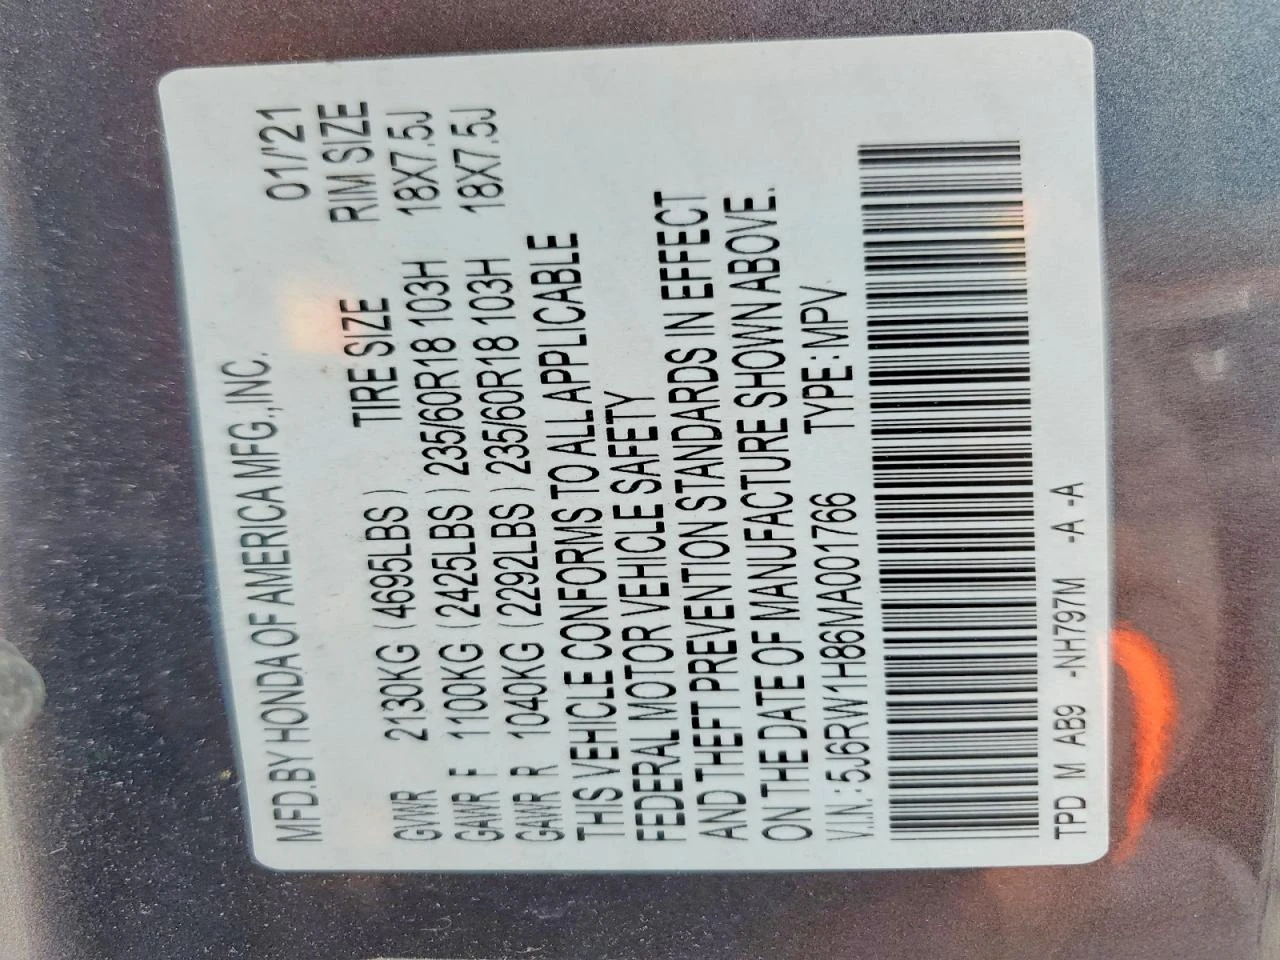 MFD.BY HONDA OF AMERICA MFG.,INC. 01/'21
TIRE SIZE RIM SIZE
GVWR 2130KG (4695LBS)
GAWR F 1100KG (2425LBS) 235/60R18 103H 18X7.5J
GAWR R 1040KG (2292LBS) 235/60R18 103H 18X7.5J
THIS VEHICLE CONFORMS TO ALL APPLICABLE
FEDERAL MOTOR VEHICLE SAFETY
AND THEFT PREVENTION STANDARDS IN EFFECT
ON THE DATE OF MANUFACTURE SHOWN ABOVE.
V.I.N.:5J6RW1H86MA001766 TYPE:MPV
TPD M AB9 -NH797M -A -A